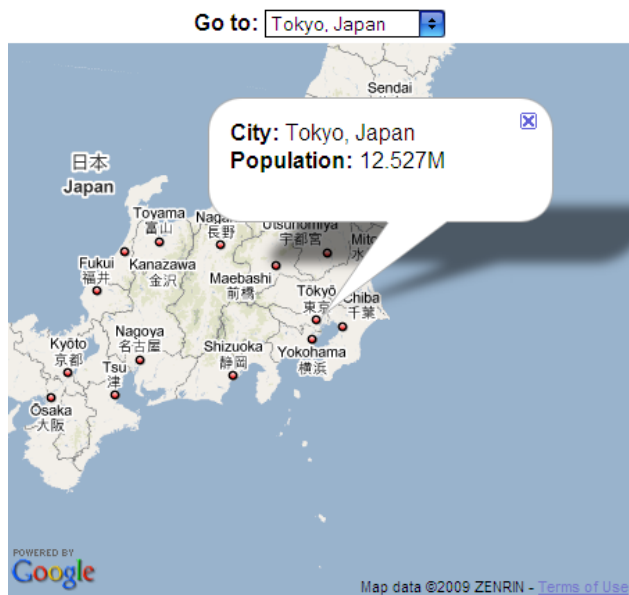 Go to: Tokyo, Japan
Sendai
City: Tokyo, Japan
Population: 12.527M
日本
Japan
Toyama
富山
長野
Utsunomiya
宇都宮
Mito
水
Fukui
福井
Kanazawa
金沢
Maebashi
前橋
Tōkyō
東京
Chiba
千葉
Nagoya
名古屋
Kyōto
京都
Shizuoka
静岡
Yokohama
横浜
Tsu
津
Ōsaka
大阪
POWERED BY
Google
Map data ©2009 ZENRIN - Terms of Use